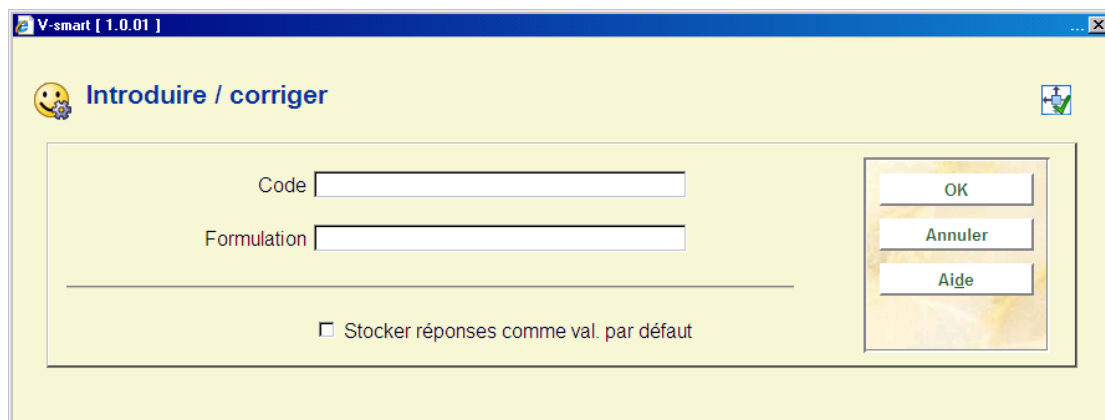 V-smart [ 1.0.01 ]
...
Introduire / corriger
Code
OK
Formulation
Annuler
Aide
Stocker réponses comme val. par défaut